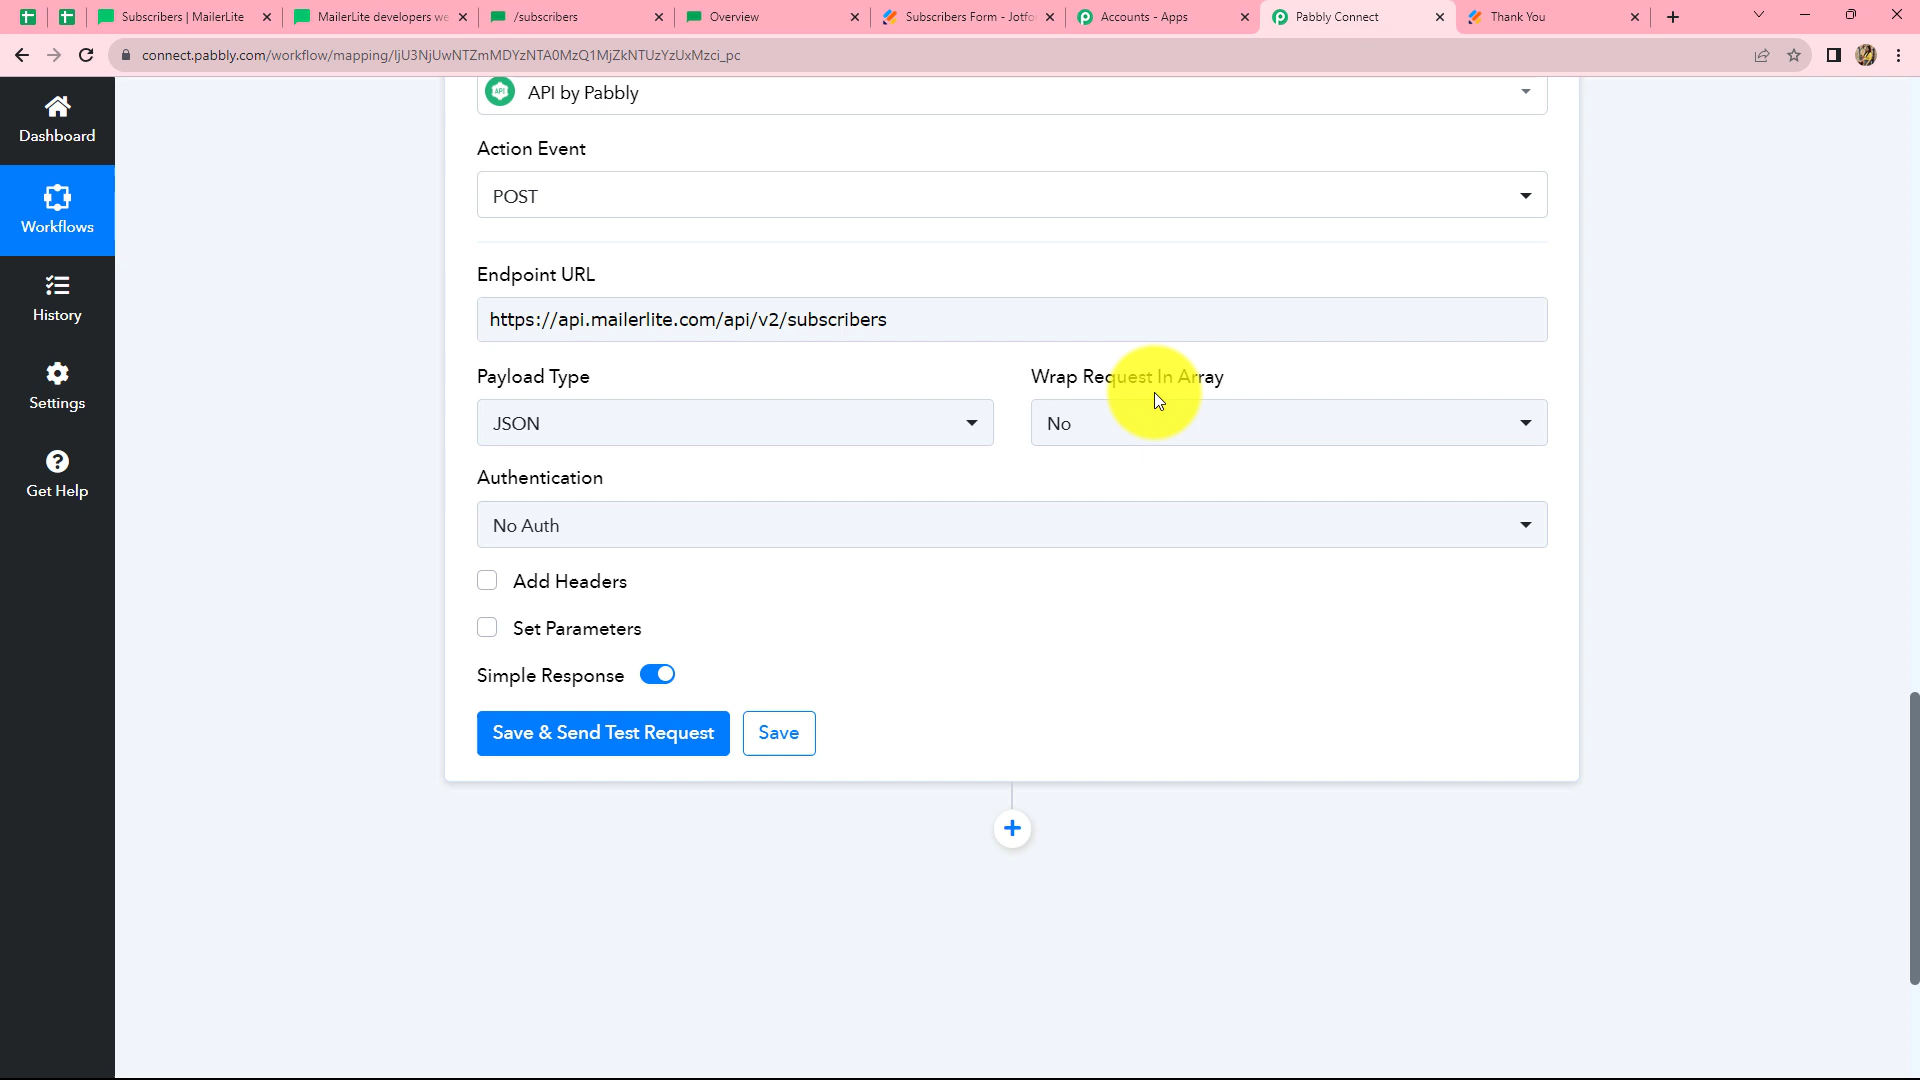 Subscribers | MailerLite
MailerLite developers we
/subscribers
Overview
Subscribers Form - Jotfo
Accounts - Apps
Pabbly Connect
Thank You
connect.pabbly.com/workflow/mapping/IjU3NjUwNTZmMDYzNTA0MzQ1MjZkNTUzYzUxMzci_pc
Dashboard
Workflows
History
Settings
Get Help
API
API by Pabbly
Action Event
POST
Endpoint URL
https://api.mailerlite.com/api/v2/subscribers
Payload Type
Wrap Request In Array
JSON
No
Authentication
No Auth
Add Headers
Set Parameters
Simple Response
Save & Send Test Request
Save